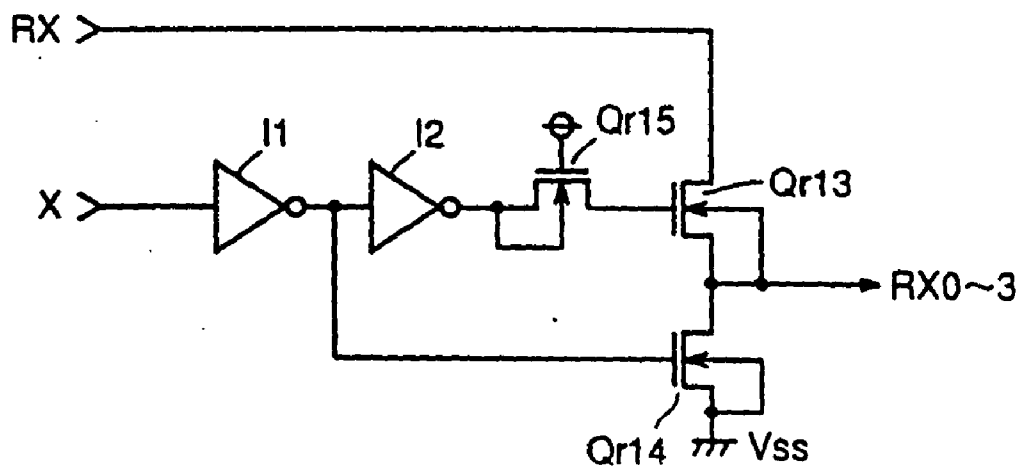 RX
I1
I2
Qr15
X
Qr13
RX0~3
Qr14
Vss